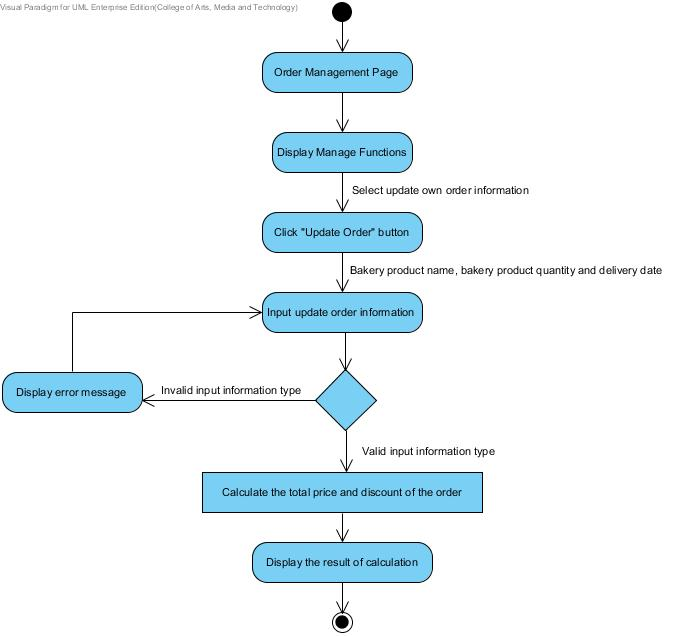 Visual Paradigm for UML Enterprise Edition(College of Arts, Media and Technology)
Order Management Page
Display Manage Functions
Select update own order information
Click "Update Order" button
Bakery product name, bakery product quantity and delivery date
Input update order information
Display error message
Invalid input information type
Valid input information type
Calculate the total price and discount of the order
Display the result of calculation